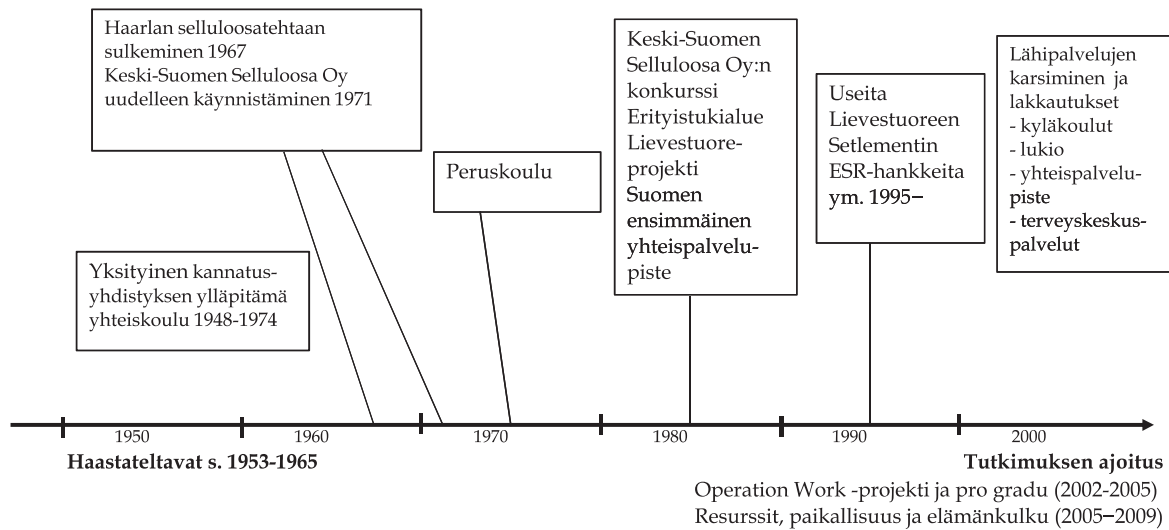 Haarlan selluloosatehtaan
sulkeminen 1967
Keski-Suomen Selluloosa Oy
uudelleen käynnistäminen 1971
Yksityinen kannatus-
yhdistyksen ylläpitämä
yhteiskoulu 1948-1974
Peruskoulu
Keski-Suomen
Selluloosa Oy:n
konkurssi
Erityistukialue
Lievestuore-
projekti
Suomen
ensimmäinen
yhteispalvelu-
piste
Useita
Lievestuoreen
Setlementin
ESR-hankkeita
ym. 1995–
Lähipalvelujen
karsiminen ja
lakkautukset
- kyläkoulut
- lukio
- yhteispalvelu-
piste
- terveyskeskus-
palvelut
1950 1960 1970 1980 1990 2000
Haastateltavat s. 1953-1965
Tutkimuksen ajoitus
Operation Work -projekti ja pro gradu (2002-2005)
Resurssit, paikallisuus ja elämänkulku (2005–2009)